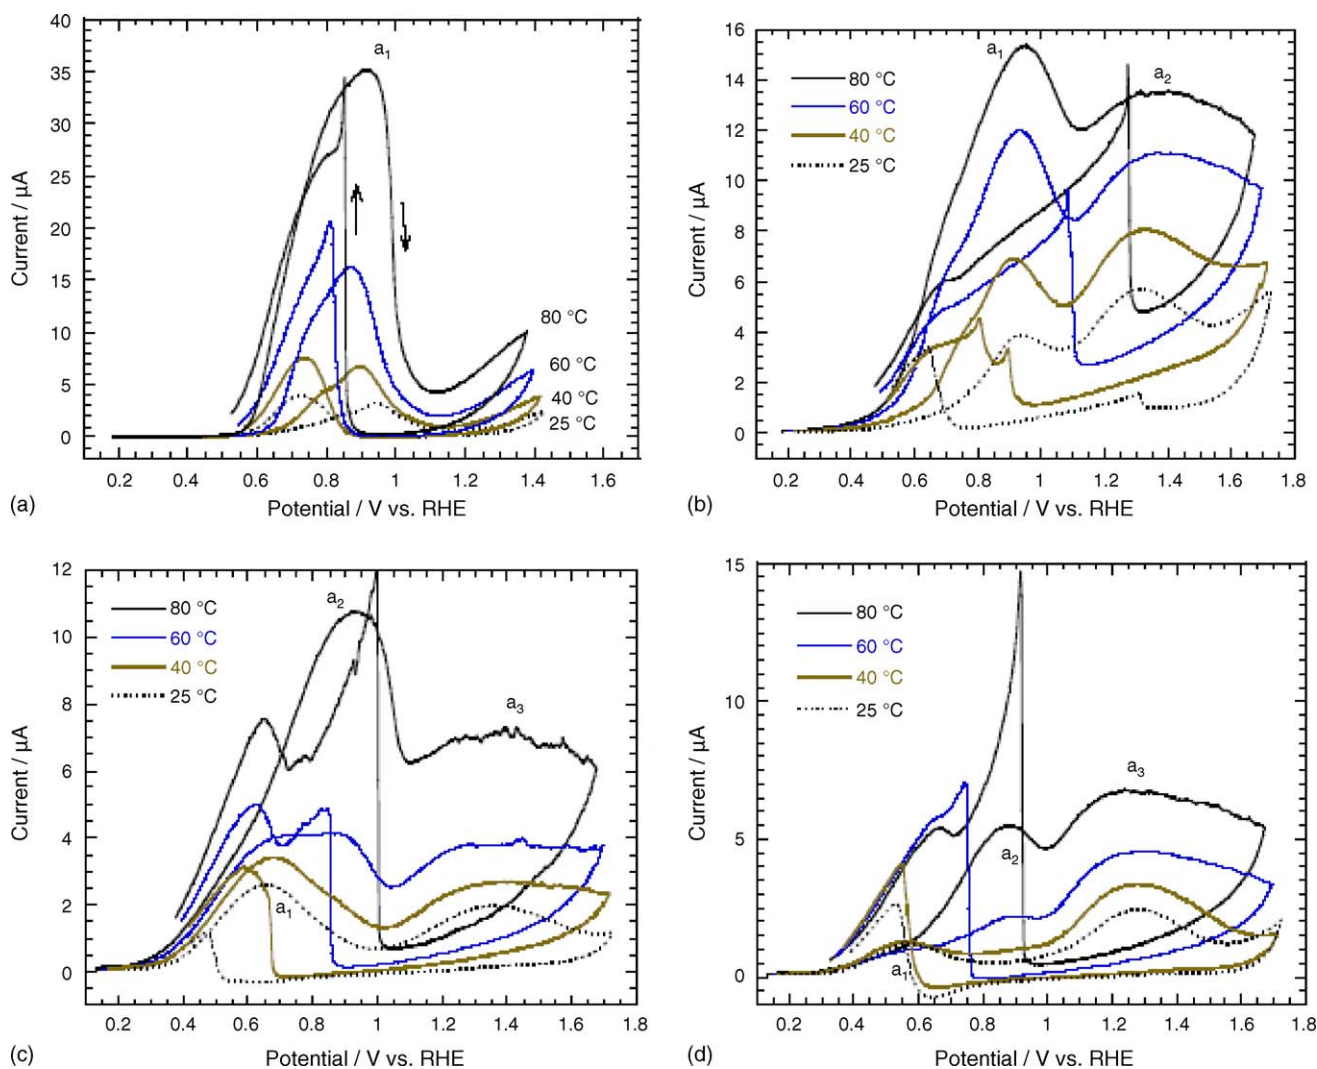 40
35
30
25
20
15
10
5
0
Current / µA
a1
80 °C
60 °C
40 °C
25 °C
0.2 0.4 0.6 0.8 1 1.2 1.4 1.6
(a) Potential / V vs. RHE
16
14
12
10
8
6
4
2
0
Current / µA
80 °C
60 °C
40 °C
25 °C
a1
a2
0.2 0.4 0.6 0.8 1 1.2 1.4 1.6 1.8
(b) Potential / V vs. RHE
12
10
8
6
4
2
0
Current / µA
80 °C
60 °C
40 °C
25 °C
a2
a3
a1
0.2 0.4 0.6 0.8 1 1.2 1.4 1.6 1.8
(c) Potential / V vs. RHE
15
10
5
0
Current / µA
80 °C
60 °C
40 °C
25 °C
a3
a2
a1
0.2 0.4 0.6 0.8 1 1.2 1.4 1.6 1.8
(d) Potential / V vs. RHE